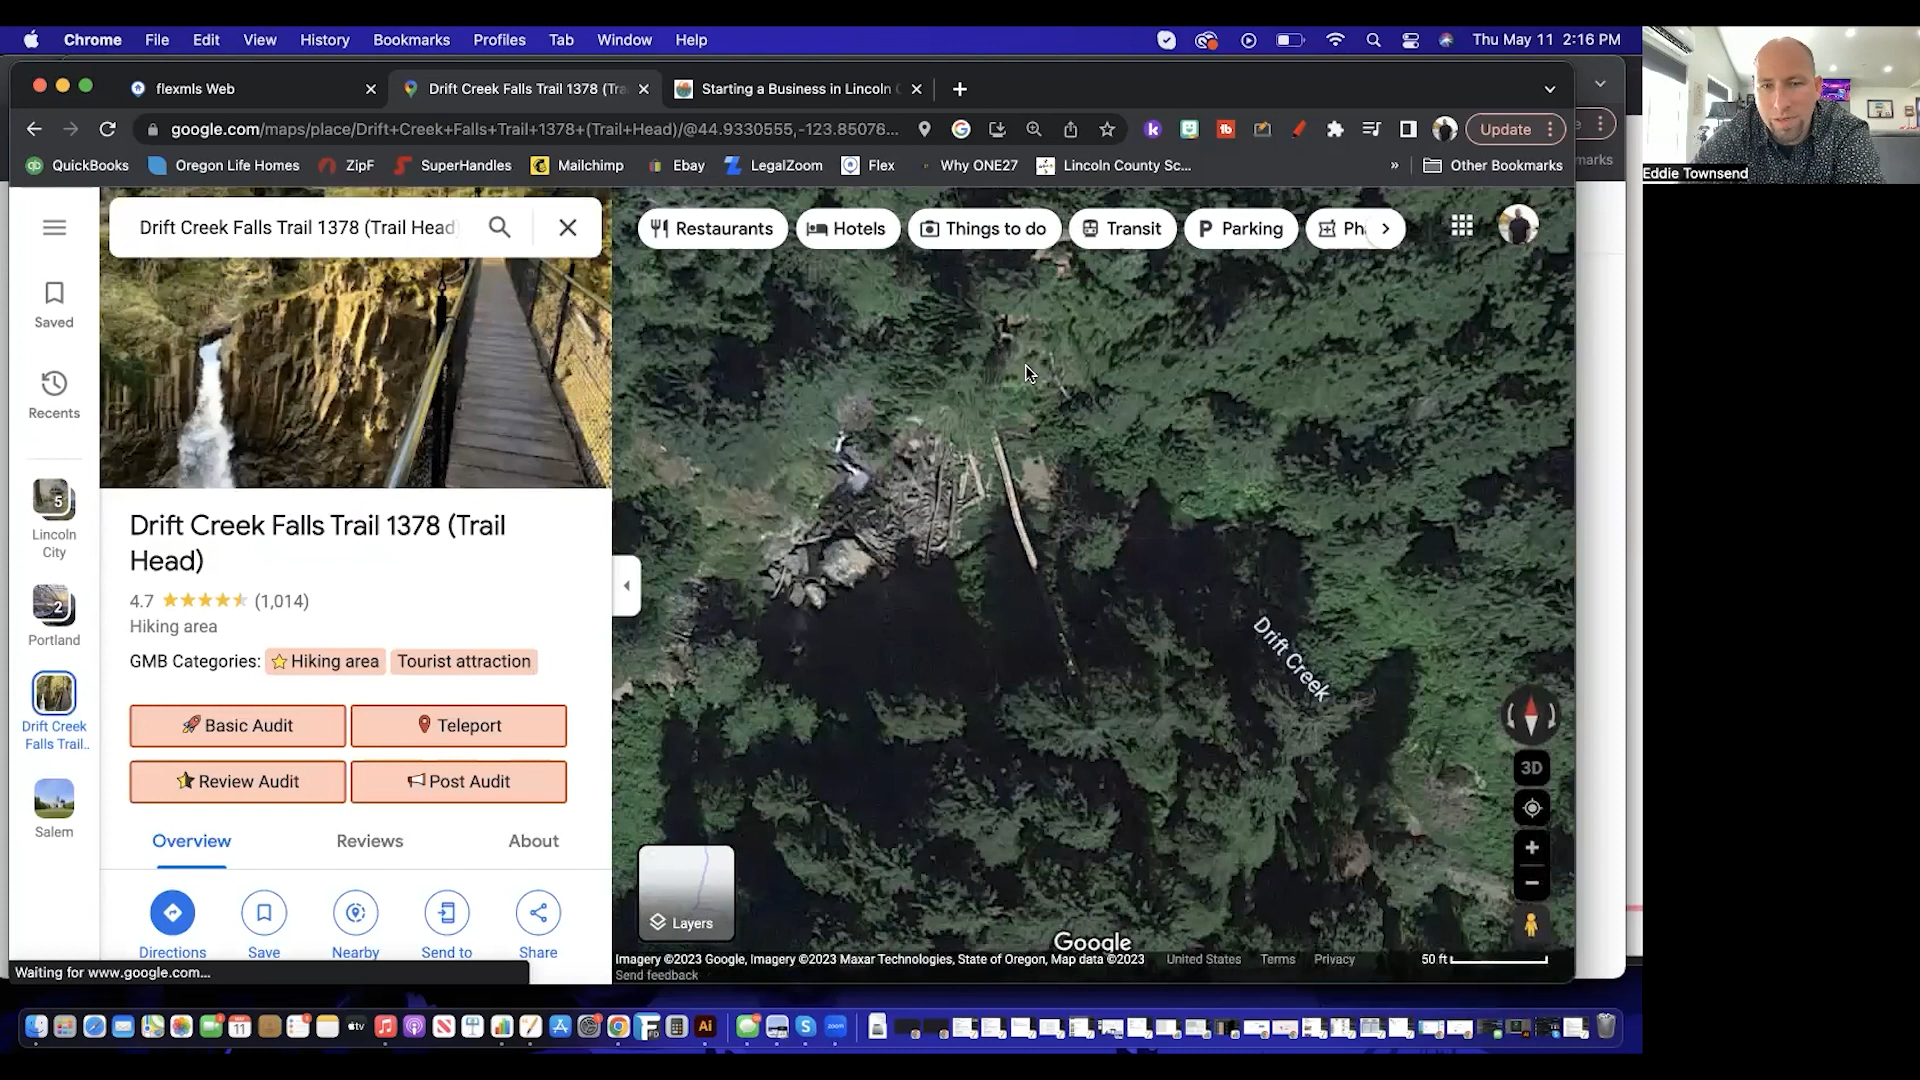 Chrome File Edit View History Bookmarks Profiles Tab Window Help Thu May 11 2:16 PM
flexmls Web
Drift Creek Falls Trail 1378 (Tra
Starting a Business in Lincoln C
google.com/maps/place/Drift+Creek+Falls+Trail+1378+(Trail+Head)/@44.9330555,-123.85078...
Update
QuickBooks Oregon Life Homes ZipF SuperHandles Mailchimp Ebay LegalZoom Flex Why ONE27 Lincoln County Sc... » Other Bookmarks
marks
Eddie Townsend
Drift Creek Falls Trail 1378 (Trail Head)
Restaurants Hotels Things to do Transit Parking Ph
Saved
Recents
5
Lincoln
City
2
Portland
Drift Creek
Falls Trail..
Salem
Drift Creek Falls Trail 1378 (Trail
Head)
4.7 (1,014)
Hiking area
GMB Categories: Hiking area Tourist attraction
Basic Audit Teleport
Review Audit Post Audit
Overview Reviews About
Directions Save Nearby Send to Share
Waiting for www.google.com...
Drift Creek
3D
Layers
Google
Imagery ©2023 Google, Imagery ©2023 Maxar Technologies, State of Oregon, Map data ©2023 United States Terms Privacy 50 ft
Send feedback
11
tv
Ai
zoom